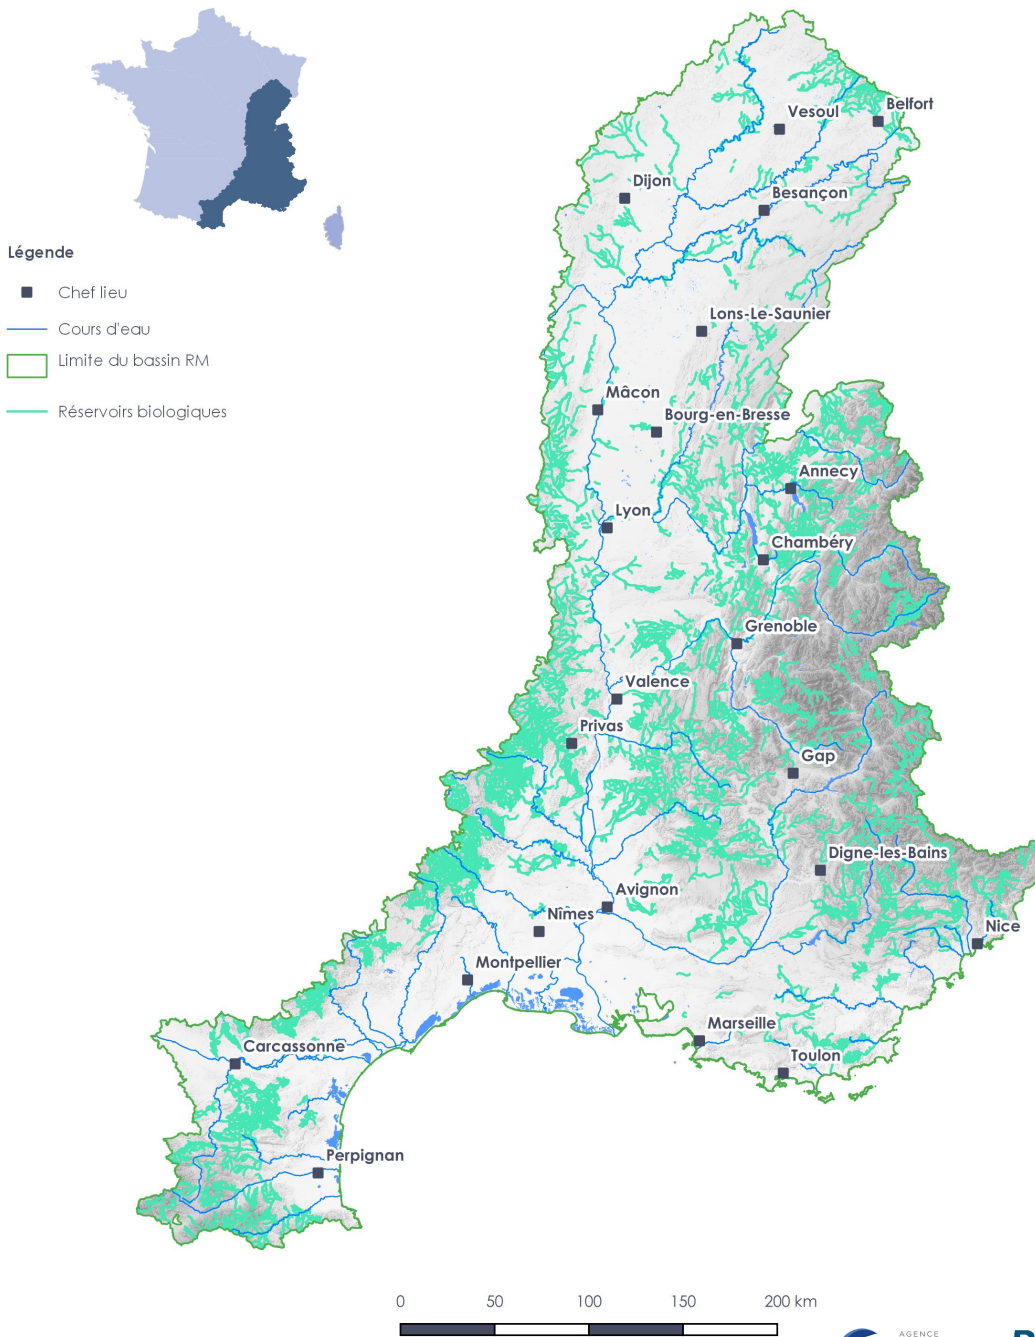 Vesoul
Belfort
Dijon
Besançon
Légende
Chef lieu
Cours d'eau
Limite du bassin RM
Réservoirs biologiques
Lons-Le-Saunier
Mâcon
Bourg-en-Bresse
Annecy
Lyon
Chambéry
Grenoble
Valence
Privas
Gap
Digne-les-Bains
Avignon
Nîmes
Nice
Montpellier
Marseille
Carcassonne
Toulon
Perpignan
0 50 100 150 200 km
AGENCE